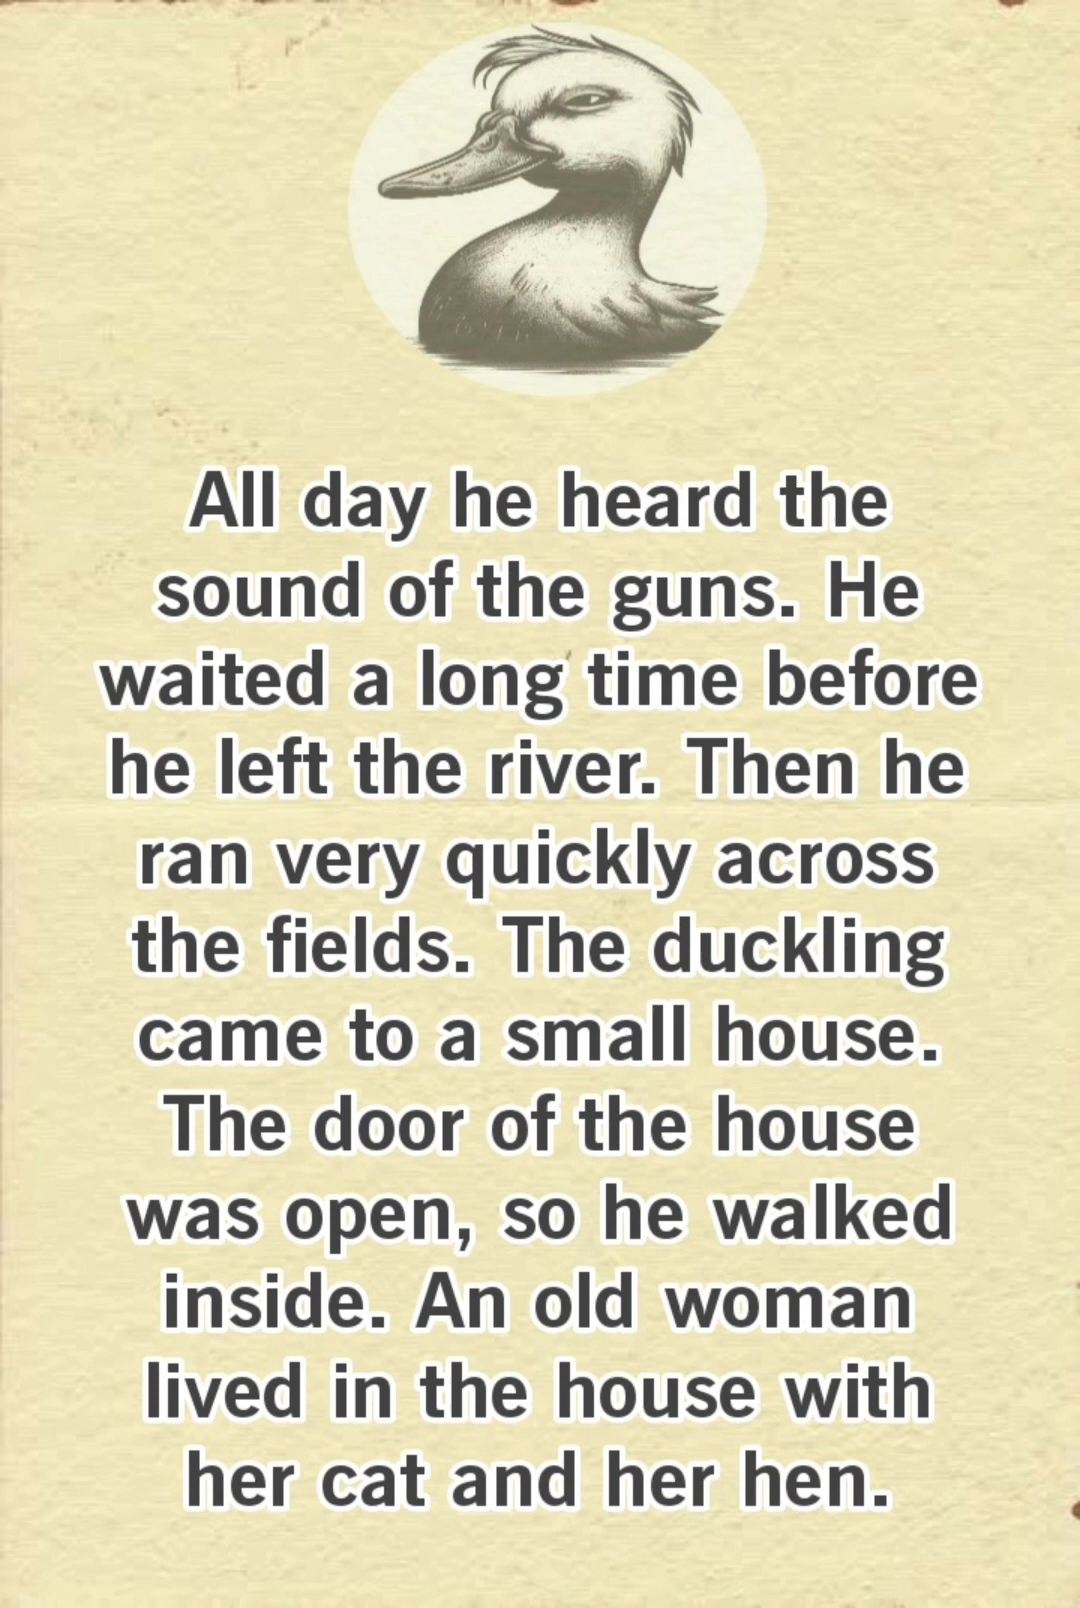 All day he heard the
sound of the guns. He
waited a long time before
he left the river. Then he
ran very quickly across
the fields. The duckling
came to a small house.
The door of the house
was open, so he walked
inside. An old woman
lived in the house with
her cat and her hen.